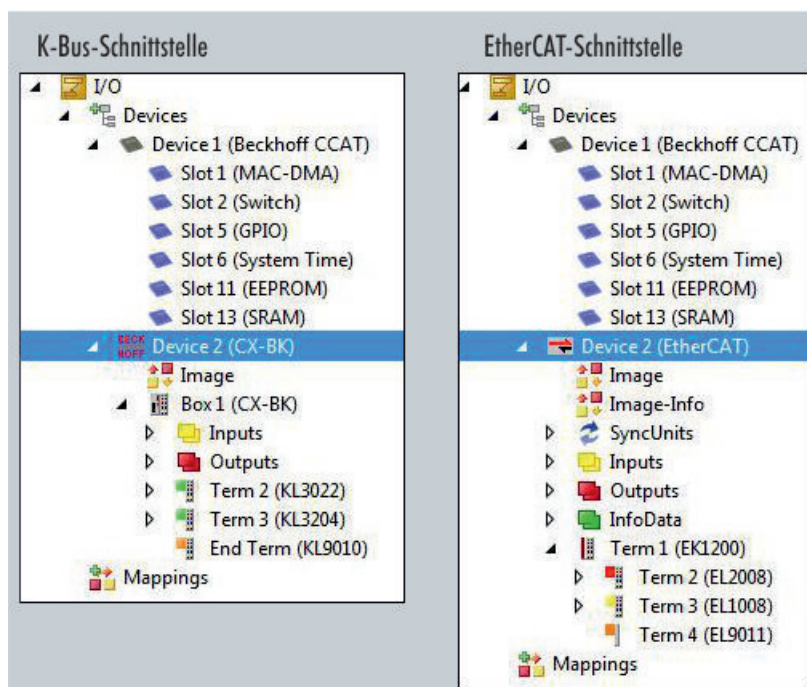 K-Bus-Schnittstelle
I/O
Devices
Device 1 (Beckhoff CCAT)
Slot 1 (MAC-DMA)
Slot 2 (Switch)
Slot 5 (GPIO)
Slot 6 (System Time)
Slot 11 (EEPROM)
Slot 13 (SRAM)
BECK
HOFF
Device 2 (CX-BK)
Image
Box 1 (CX-BK)
Inputs
Outputs
Term 2 (KL3022)
Term 3 (KL3204)
End Term (KL9010)
Mappings
EtherCAT-Schnittstelle
I/O
Devices
Device 1 (Beckhoff CCAT)
Slot 1 (MAC-DMA)
Slot 2 (Switch)
Slot 5 (GPIO)
Slot 6 (System Time)
Slot 11 (EEPROM)
Slot 13 (SRAM)
Device 2 (EtherCAT)
Image
Image-Info
SyncUnits
Inputs
Outputs
InfoData
Term 1 (EK1200)
Term 2 (EL2008)
Term 3 (EL1008)
Term 4 (EL9011)
Mappings